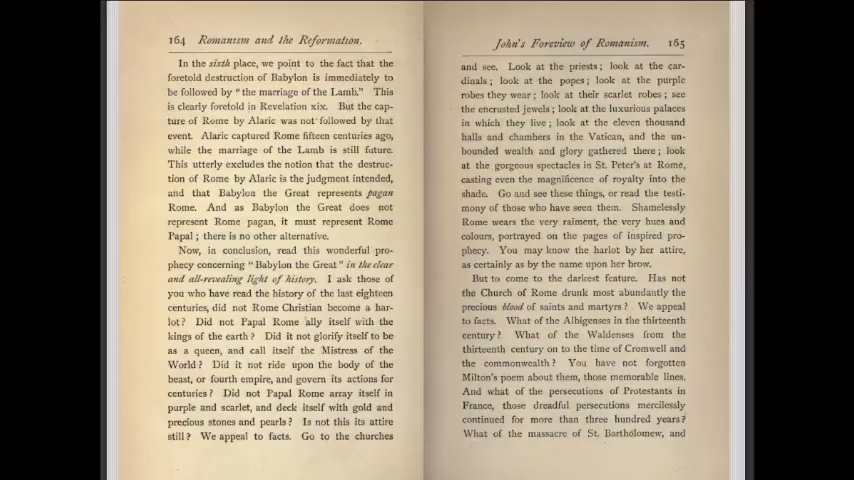 164 Romanism and the Reformation.
In the sixth place, we point to the fact that the
foretold destruction of Babylon is immediately to
be followed by "the marriage of the Lamb." This
is clearly foretold in Revelation xix. But the cap-
ture of Rome by Alaric was not followed by that
event. Alaric captured Rome fifteen centuries ago,
while the marriage of the Lamb is still future.
This utterly excludes the notion that the destruc-
tion of Rome by Alaric is the judgment intended,
and that Babylon the Great represents pagan
Rome. And as Babylon the Great does not
represent Rome pagan, it must represent Rome
Papal; there is no other alternative.
Now, in conclusion, read this wonderful pro-
phecy concerning "Babylon the Great" in the clear
and all-revealing light of history. I ask those of
you who have read the history of the last eighteen
centuries, did not Rome Christian become a har-
lot? Did not Papal Rome ally itself with the
kings of the earth? Did it not glorify itself to be
as a queen, and call itself the Mistress of the
World? Did it not ride upon the body of the
beast, or fourth empire, and govern its actions for
centuries? Did not Papal Rome array itself in
purple and scarlet, and deck itself with gold and
precious stones and pearls? Is not this its attire
still? We appeal to facts. Go to the churches
John's Foreview of Romanism. 165
and see. Look at the priests; look at the car-
dinals; look at the popes; look at the purple
robes they wear; look at their scarlet robes; see
the encrusted jewels; look at the luxurious palaces
in which they live; look at the eleven thousand
halls and chambers in the Vatican, and the un-
bounded wealth and glory gathered there; look
at the gorgeous spectacles in St. Peter's at Rome,
casting even the magnificence of royalty into the
shade. Go and see these things, or read the testi-
mony of those who have seen them. Shamelessly
Rome wears the very raiment, the very hues and
colours, portrayed on the pages of inspired pro-
phecy. You may know the harlot by her attire,
as certainly as by the name upon her brow.
But to come to the darkest feature. Has not
the Church of Rome drunk most abundantly the
precious blood of saints and martyrs? We appeal
to facts. What of the Albigenses in the thirteenth
century? What of the Waldenses from the
thirteenth century on to the time of Cromwell and
the commonwealth? You have not forgotten
Milton's poem about them, those memorable lines.
And what of the persecutions of Protestants in
France, those dreadful persecutions mercilessly
continued for more than three hundred years?
What of the massacre of St. Bartholomew, and